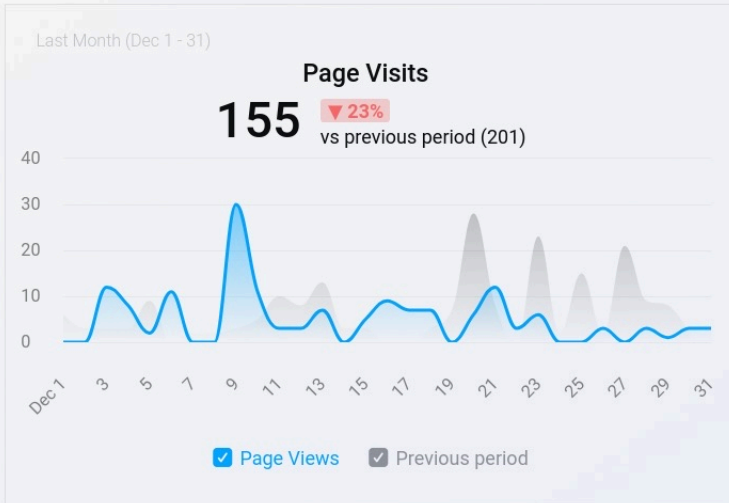 Last Month (Dec 1 - 31)
Page Visits
155
▼ 23%
vs previous period (201)
40
30
20
10
0
Dec 1 3 5 7 9 11 13 15 17 19 21 23 25 27 29 31
Page Views Previous period